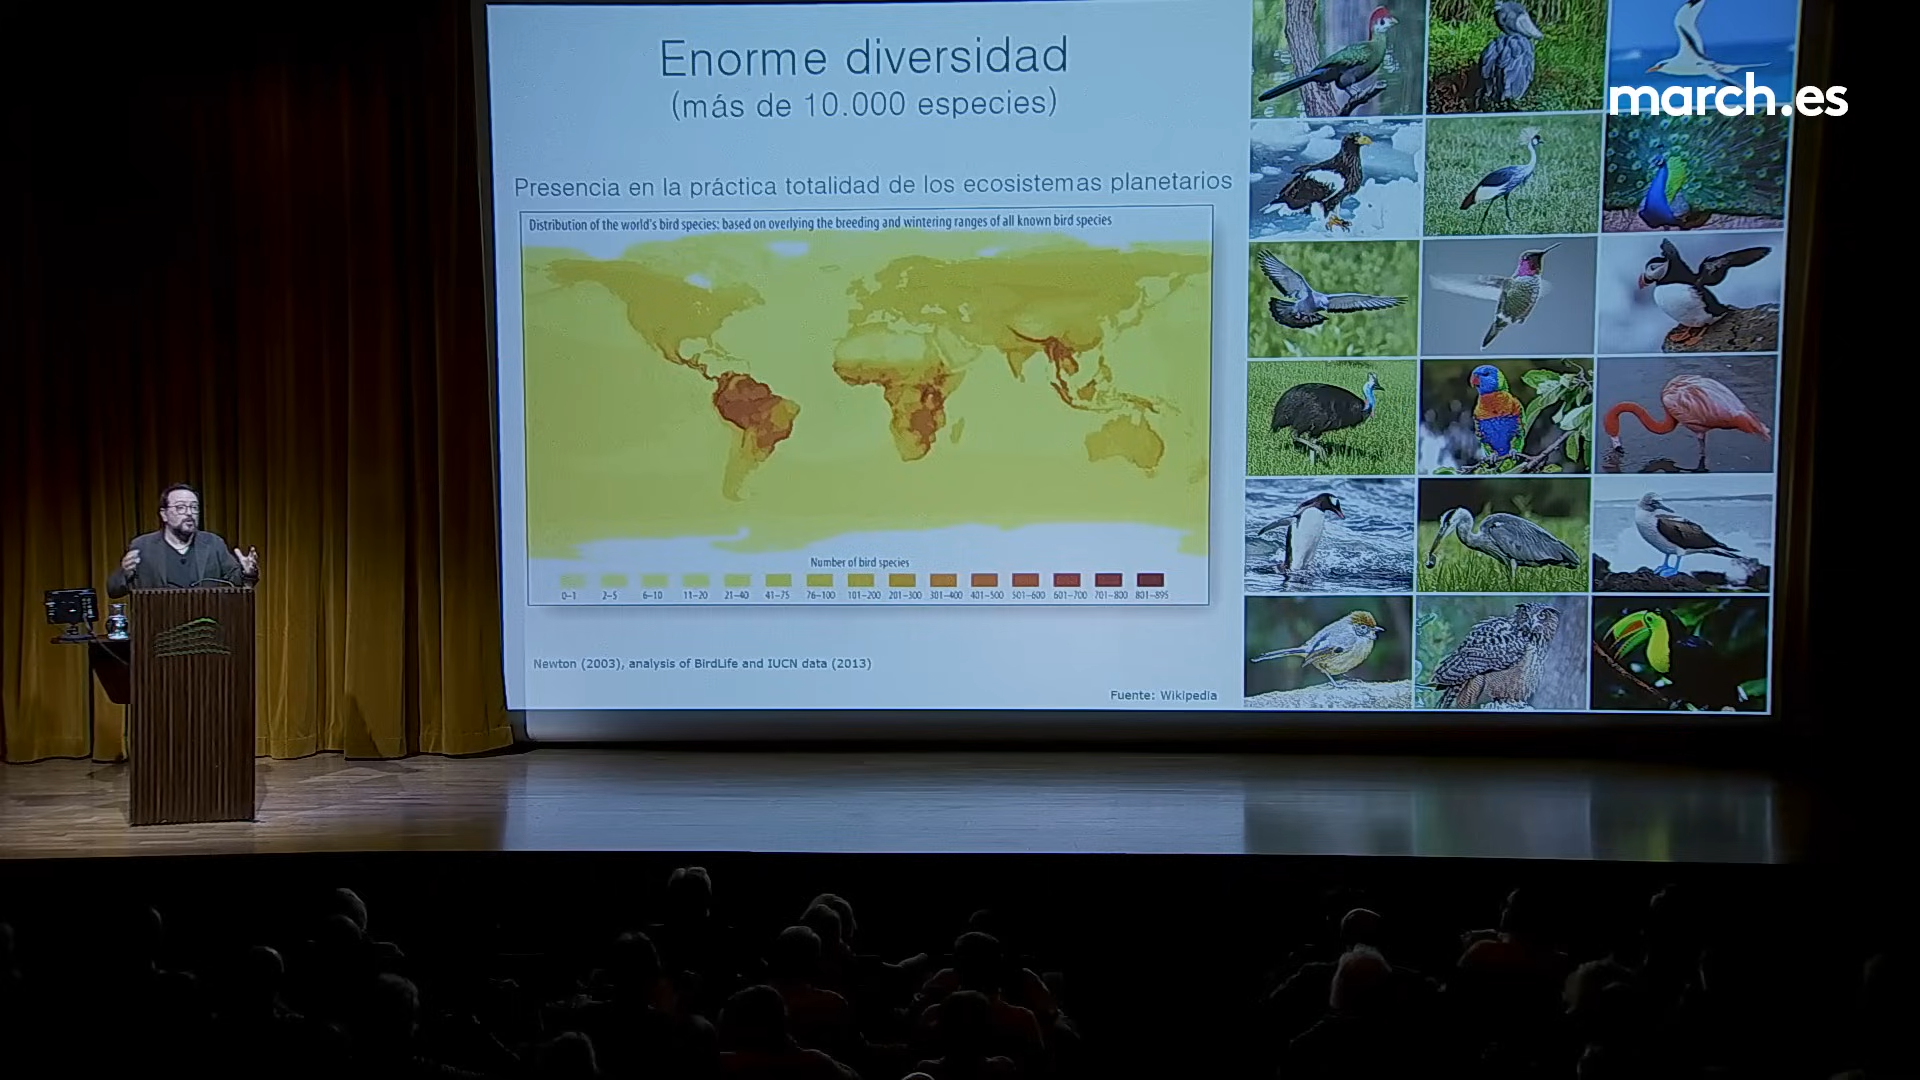 Enorme diversidad
(más de 10.000 especies)
march.es
Presencia en la práctica totalidad de los ecosistemas planetarios
Distribution of the world's bird species: based on overlying the breeding and wintering ranges of all known bird species
Number of bird species
0-1 2-5 6-10 11-20 21-40 41-75 76-100 101-200 201-300 301-400 401-500 501-600 601-700 701-800 801-895
Newton (2003), analysis of BirdLife and IUCN data (2013)
Fuente: Wikipedia